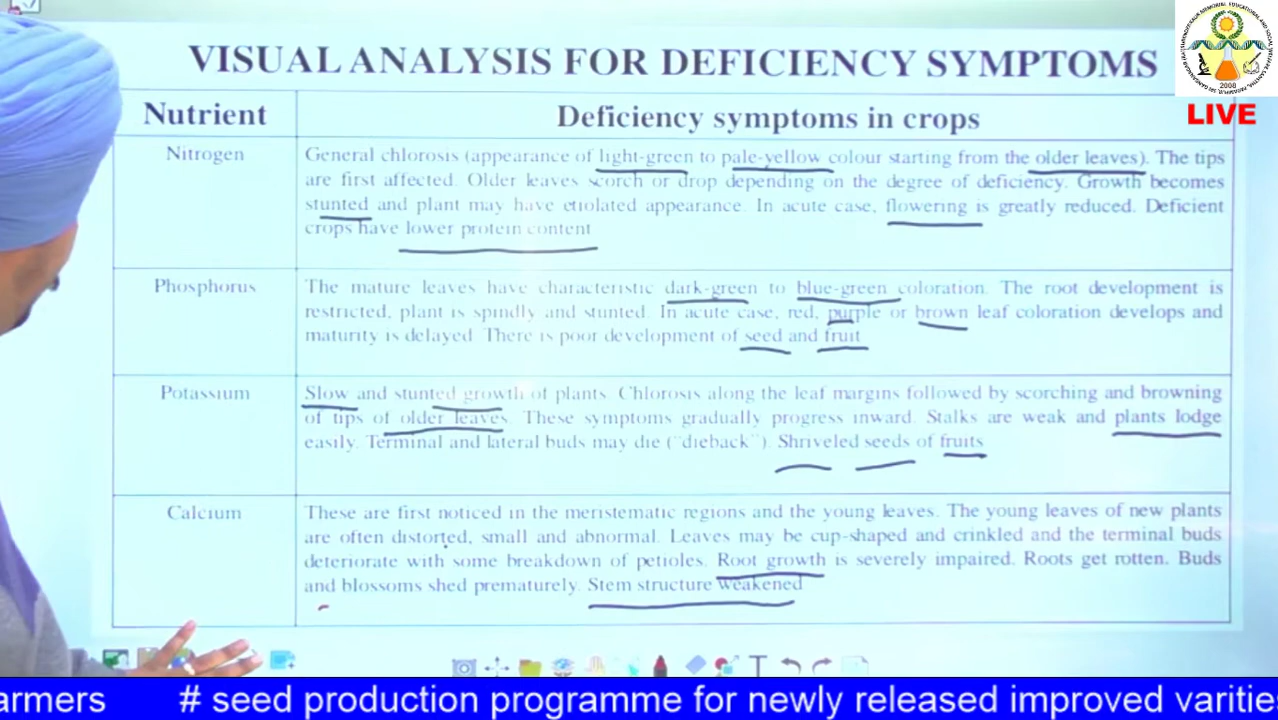 VISUAL ANALYSIS FOR DEFICIENCY SYMPTOMS
2008
LIVE
Nutrient
Deficiency symptoms in crops
Nitrogen
General chlorosis (appearance of light-green to pale-yellow colour starting from the older leaves). The tips
are first affected. Older leaves scorch or drop depending on the degree of deficiency. Growth becomes
stunted and plant may have etiolated appearance. In acute case, flowering is greatly reduced. Deficient
crops have lower protein content
Phosphorus
The mature leaves have characteristic dark-green to blue-green coloration. The root development is
restricted, plant is spindly and stunted. In acute case, red, purple or brown leaf coloration develops and
maturity is delayed. There is poor development of seed and fruit.
Potassium
Slow and stunted growth of plants. Chlorosis along the leaf margins followed by scorching and browning
of tips of older leaves. These symptoms gradually progress inward. Stalks are weak and plants lodge
easily. Terminal and lateral buds may die ("dieback"). Shriveled seeds of fruits.
Calcium
These are first noticed in the meristematic regions and the young leaves. The young leaves of new plants
are often distorted, small and abnormal. Leaves may be cup-shaped and crinkled and the terminal buds
deteriorate with some breakdown of petioles. Root growth is severely impaired. Roots get rotten. Buds
and blossoms shed prematurely. Stem structure weakened
armers # seed production programme for newly released improved varities